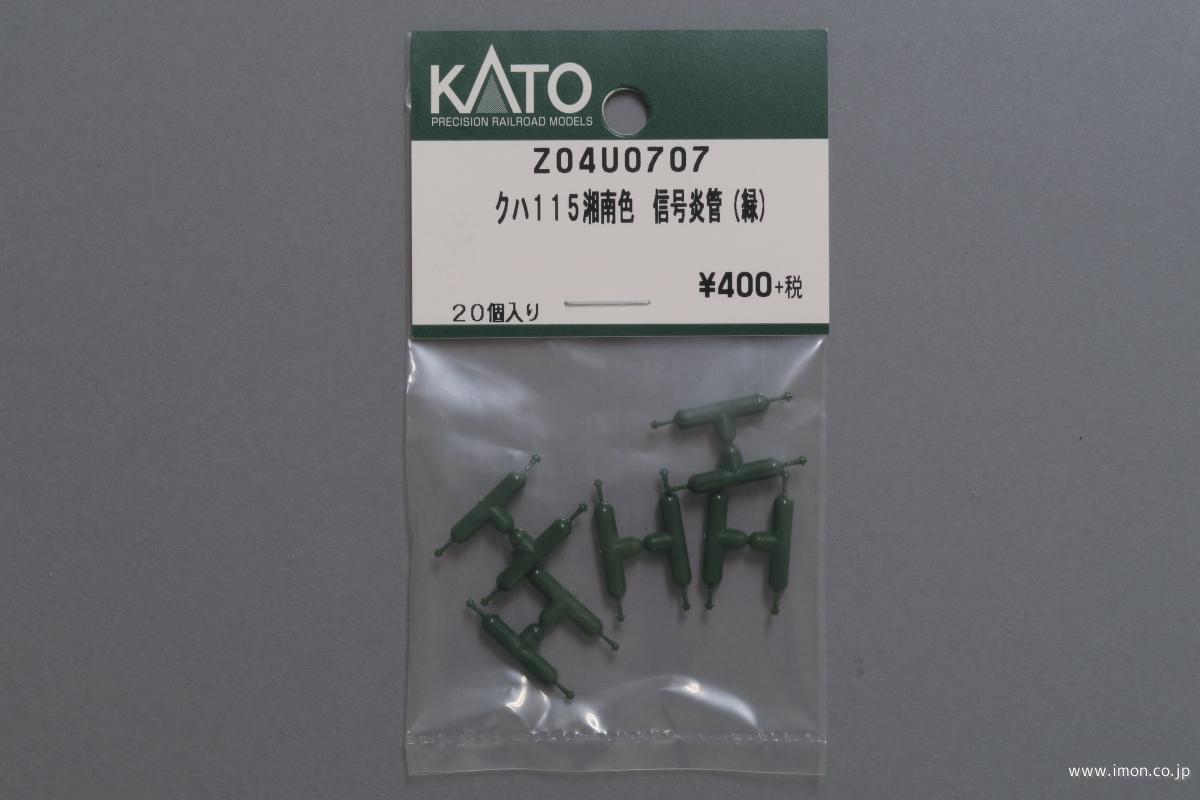 KATO
PRECISION RAILROAD MODELS
Z04U0707
クハ115湘南色 信号炎管(緑)
¥400+税
20個入り
www.imon.co.jp